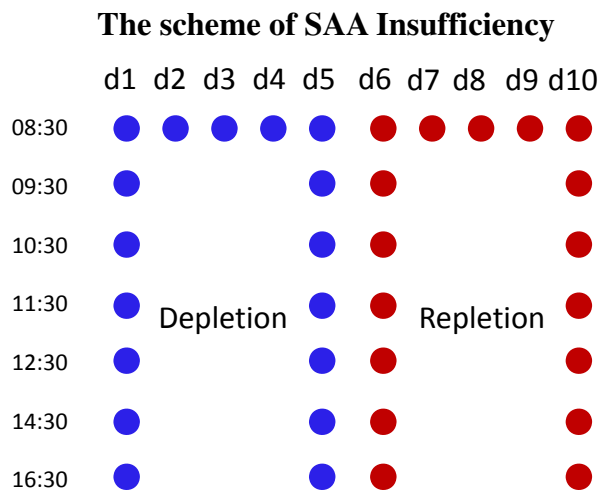 The scheme of SAA Insufficiency
d1 d2 d3 d4 d5 d6 d7 d8 d9 d10
08:30
09:30
10:30
11:30
Depletion Repletion
12:30
14:30
16:30